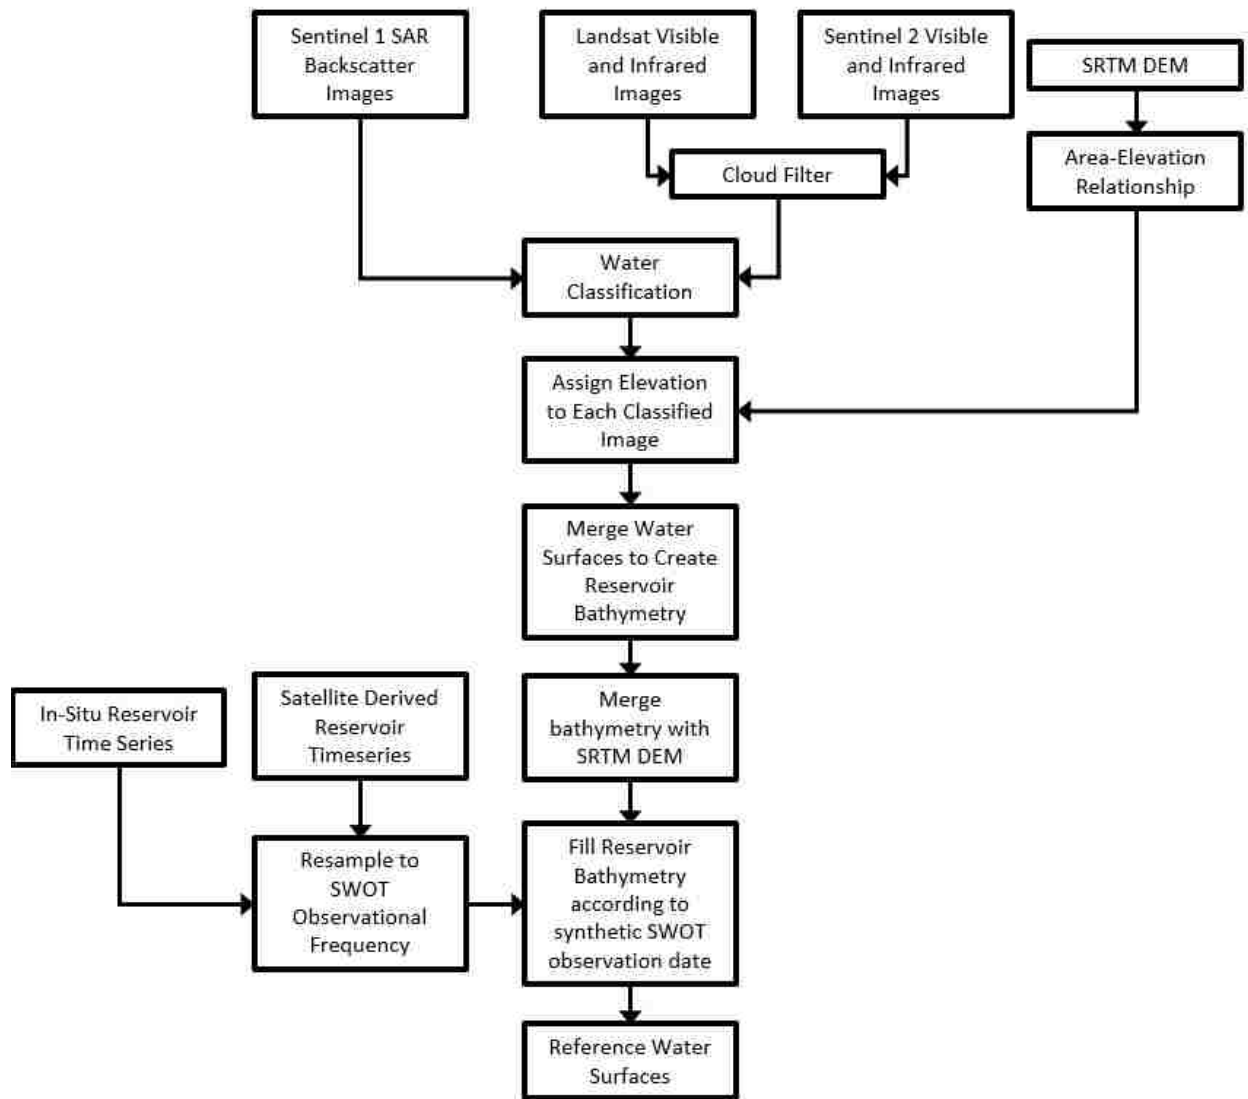 Sentinel 1 SAR
Backscatter
Images
Landsat Visible
and Infrared
Images
Sentinel 2 Visible
and Infrared
Images
SRTM DEM
Cloud Filter
Area-Elevation
Relationship
Water
Classification
Assign Elevation
to Each Classified
Image
Merge Water
Surfaces to Create
Reservoir
Bathymetry
In-Situ Reservoir
Time Series
Satellite Derived
Reservoir
Timeseries
Merge
bathymetry with
SRTM DEM
Resample to
SWOT
Observational
Frequency
Fill Reservoir
Bathymetry
according to
synthetic SWOT
observation date
Reference Water
Surfaces